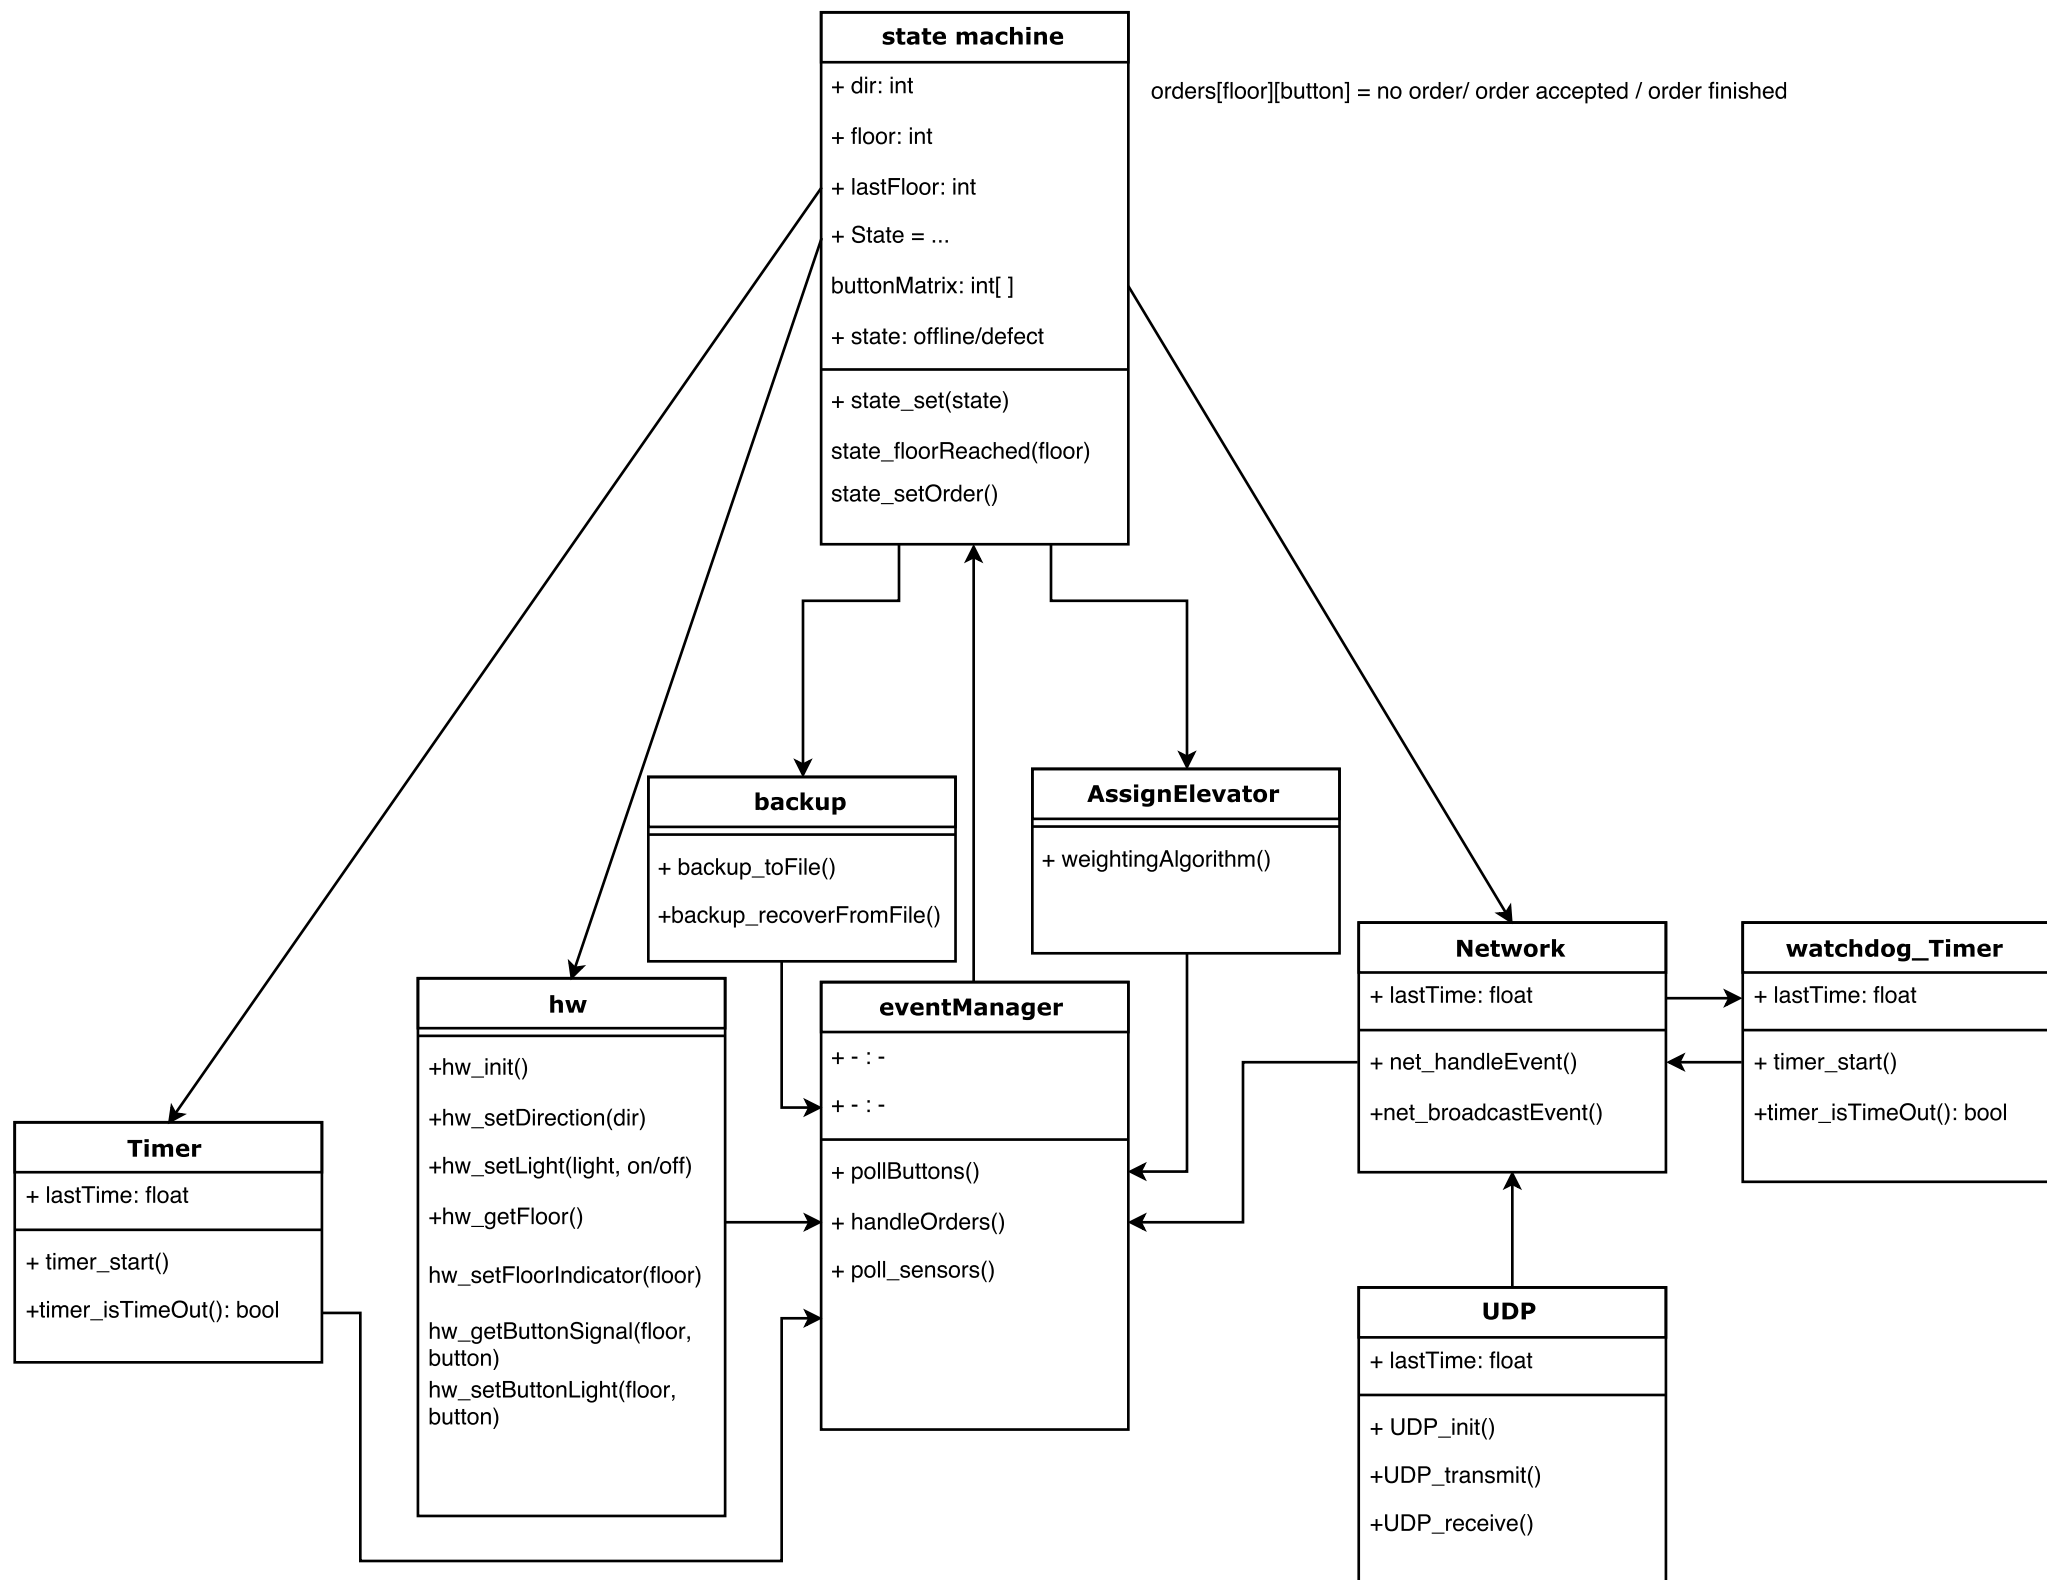 state machine
+ dir: int
+ floor: int
+ lastFloor: int
+ State = ...
buttonMatrix: int[ ]
+ state: offline/defect
+ state_set(state)
state_floorReached(floor)
state_setOrder()
orders[floor][button] = no order/ order accepted / order finished
backup
+ backup_toFile()
+backup_recoverFromFile()
AssignElevator
+ weightingAlgorithm()
Network
+ lastTime: float
+ net_handleEvent()
+net_broadcastEvent()
watchdog_Timer
+ lastTime: float
+ timer_start()
+timer_isTimeOut(): bool
hw
+hw_init()
+hw_setDirection(dir)
+hw_setLight(light, on/off)
+hw_getFloor()
hw_setFloorIndicator(floor)
hw_getButtonSignal(floor,
button)
hw_setButtonLight(floor,
button)
eventManager
+ - : -
+ - : -
+ pollButtons()
+ handleOrders()
+ poll_sensors()
Timer
+ lastTime: float
+ timer_start()
+timer_isTimeOut(): bool
UDP
+ lastTime: float
+ UDP_init()
+UDP_transmit()
+UDP_receive()